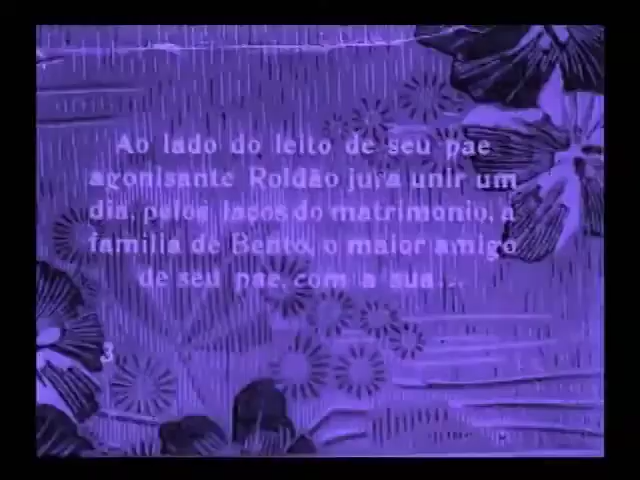 Ao lado do leito de seu pae
agonisante Roldão jura unir um
dia, pelos laços do matrimonio, a
familia de Bento, o maior amigo
de seu pae, com a sua...
3